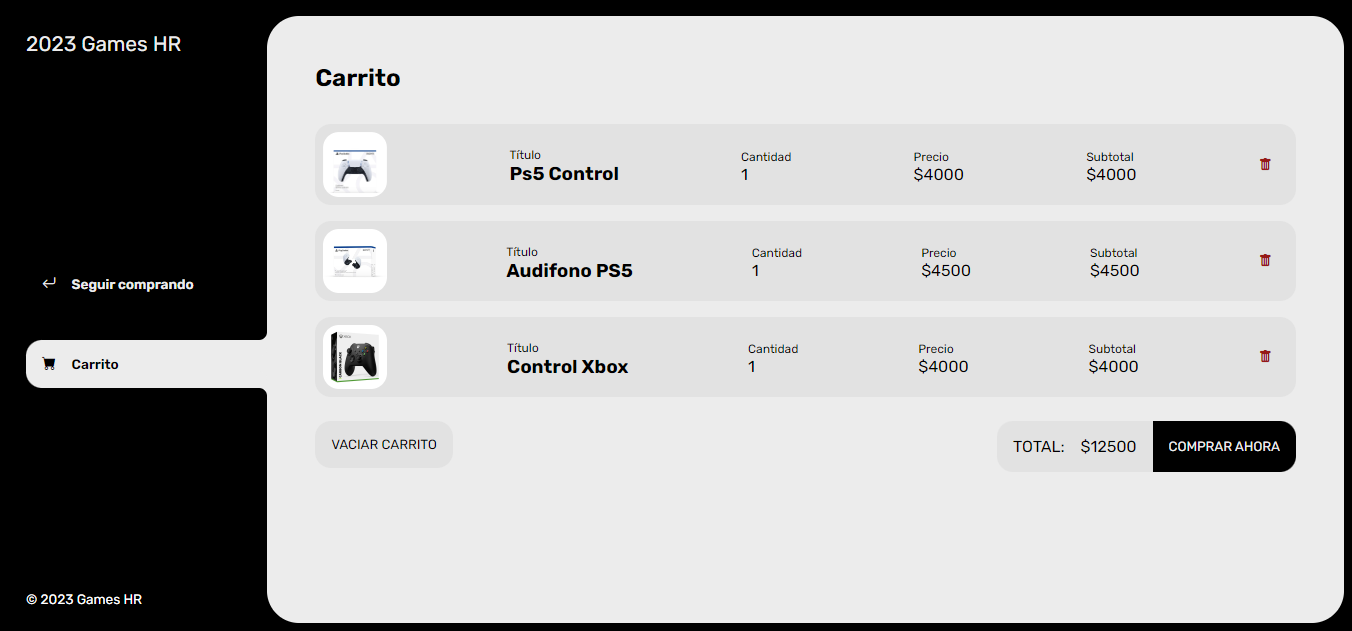 2023 Games HR
Seguir comprando
Carrito
© 2023 Games HR
Carrito
Título
Ps5 Control
Cantidad
1
Precio
$4000
Subtotal
$4000
Título
Audifono PS5
Cantidad
1
Precio
$4500
Subtotal
$4500
Título
Control Xbox
Cantidad
1
Precio
$4000
Subtotal
$4000
VACIAR CARRITO
TOTAL: $12500
COMPRAR AHORA